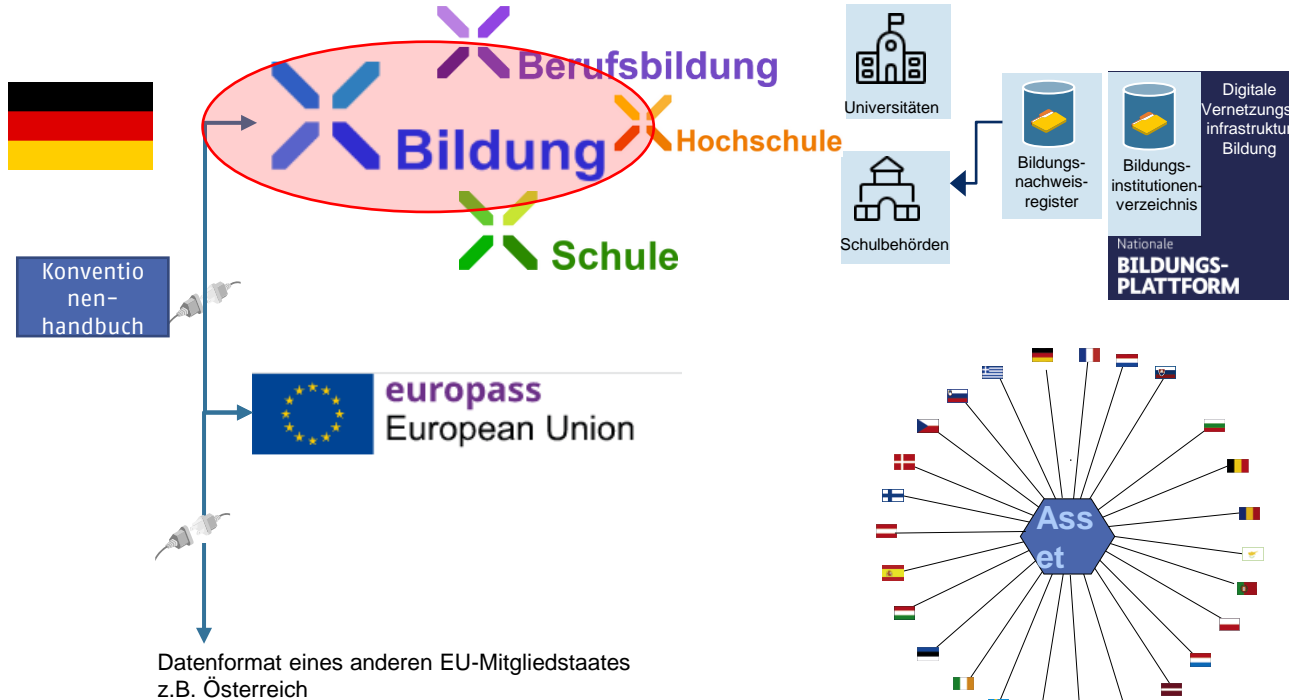 Berufsbildung
Bildung
Hochschule
Schule
Konventio
nen-
handbuch
europass
European Union
Datenformat eines anderen EU-Mitgliedstaates
z.B. Österreich
Universitäten
Schulbehörden
Bildungs-
nachweis-
register
Bildungs-
institutionen-
verzeichnis
Digitale
Vernetzungs
infrastruktur
Bildung
Nationale
BILDUNGS-
PLATTFORM
Ass
et